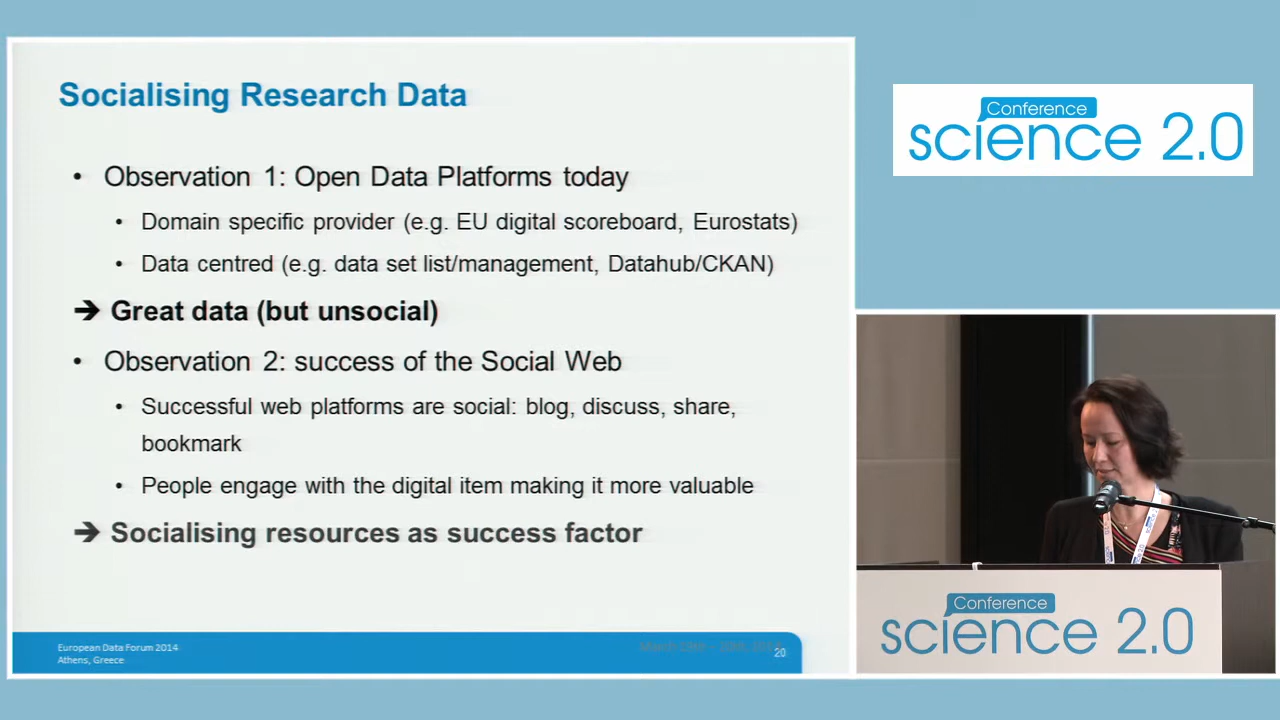 Socialising Research Data
• Observation 1: Open Data Platforms today
• Domain specific provider (e.g. EU digital scoreboard, Eurostats)
• Data centred (e.g. data set list/management, Datahub/CKAN)
➔ Great data (but unsocial)
• Observation 2: success of the Social Web
• Successful web platforms are social: blog, discuss, share,
bookmark
• People engage with the digital item making it more valuable
➔ Socialising resources as success factor
European Data Forum 2014
Athens, Greece
20
Conference
science 2.0
Conference
science 2.0